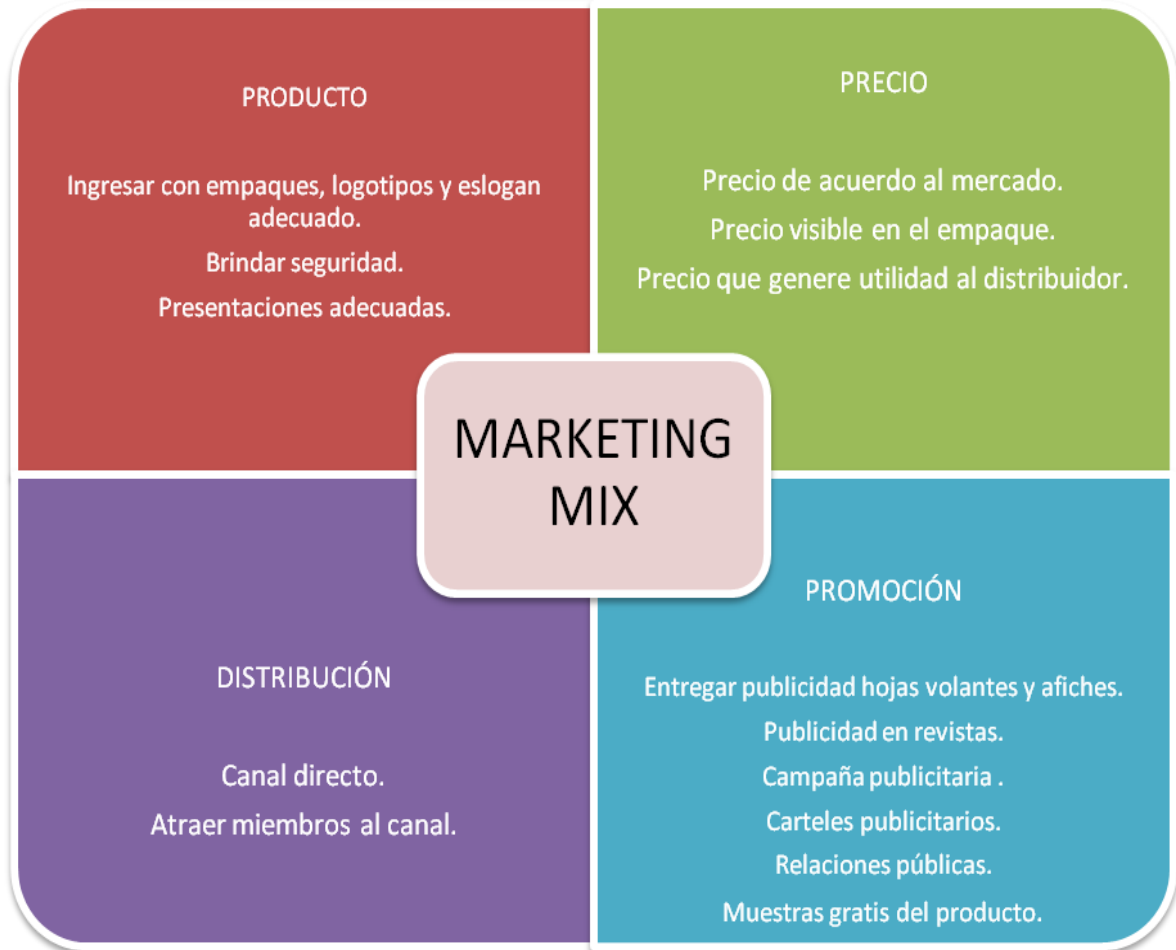 PRODUCTO
Ingresar con empaques, logotipos y eslogan
adecuado.
Brindar seguridad.
Presentaciones adecuadas.
PRECIO
Precio de acuerdo al mercado.
Precio visible en el empaque.
Precio que genere utilidad al distribuidor.
MARKETING
MIX
DISTRIBUCIÓN
Canal directo.
Atraer miembros al canal.
PROMOCIÓN
Entregar publicidad hojas volantes y afiches.
Publicidad en revistas.
Campaña publicitaria .
Carteles publicitarios.
Relaciones públicas.
Muestras gratis del producto.